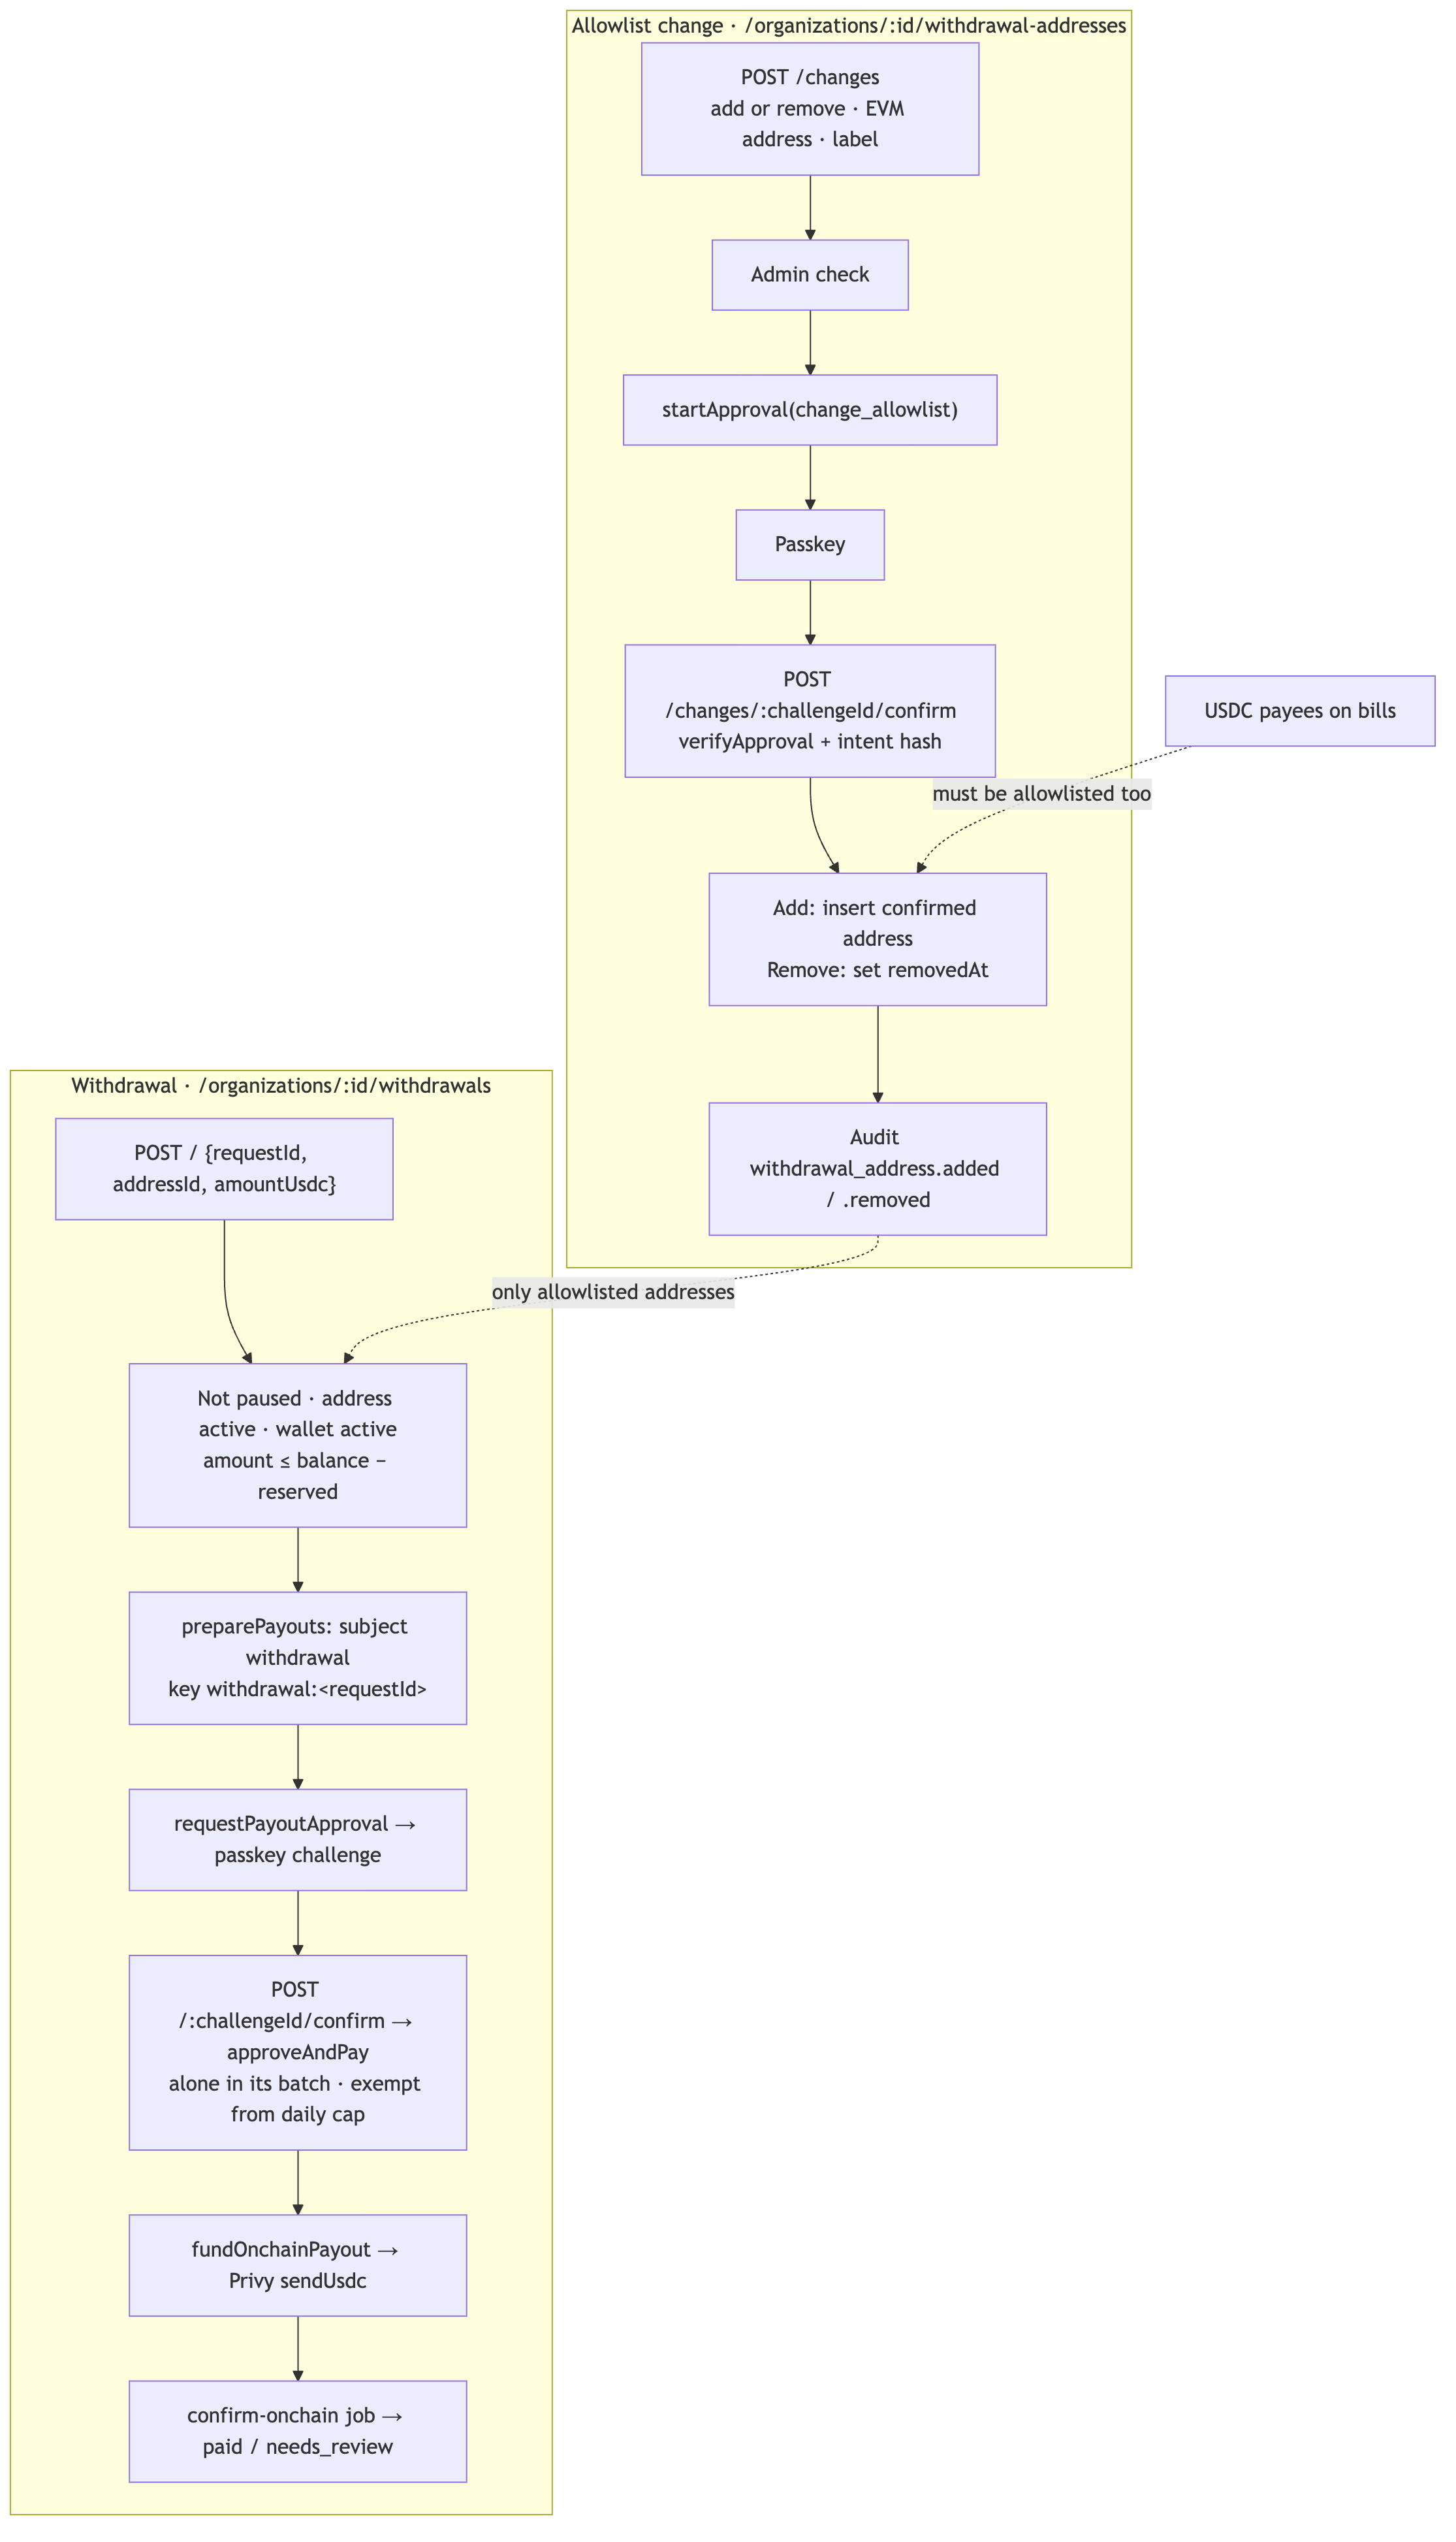 Allowlist change · /organizations/:id/withdrawal-addresses
POST /changes
add or remove · EVM
address · label
Admin check
startApproval(change_allowlist)
Passkey
POST
/changes/:challengeId/confirm
verifyApproval + intent hash
USDC payees on bills
must be allowlisted too
Add: insert confirmed
address
Remove: set removedAt
Audit
withdrawal_address.added
/ .removed
only allowlisted addresses
Withdrawal · /organizations/:id/withdrawals
POST / {requestId,
addressId, amountUsdc}
Not paused · address
active · wallet active
amount ≤ balance −
reserved
preparePayouts: subject
withdrawal
key withdrawal:<requestId>
requestPayoutApproval →
passkey challenge
POST
/:challengeId/confirm →
approveAndPay
alone in its batch · exempt
from daily cap
fundOnchainPayout →
Privy sendUsdc
confirm-onchain job →
paid / needs_review